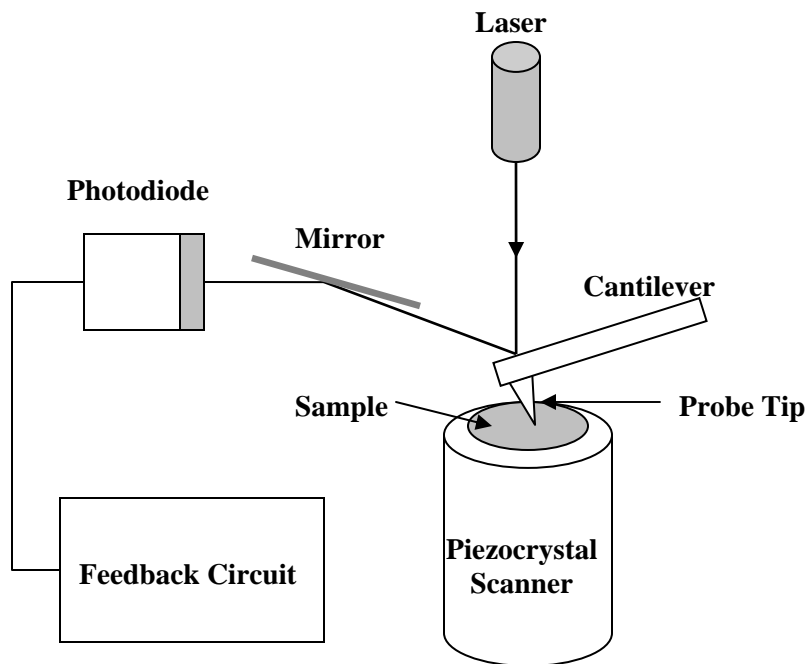 Laser
Photodiode
Mirror
Cantilever
Sample
Probe Tip
Feedback Circuit
Piezocrystal
Scanner